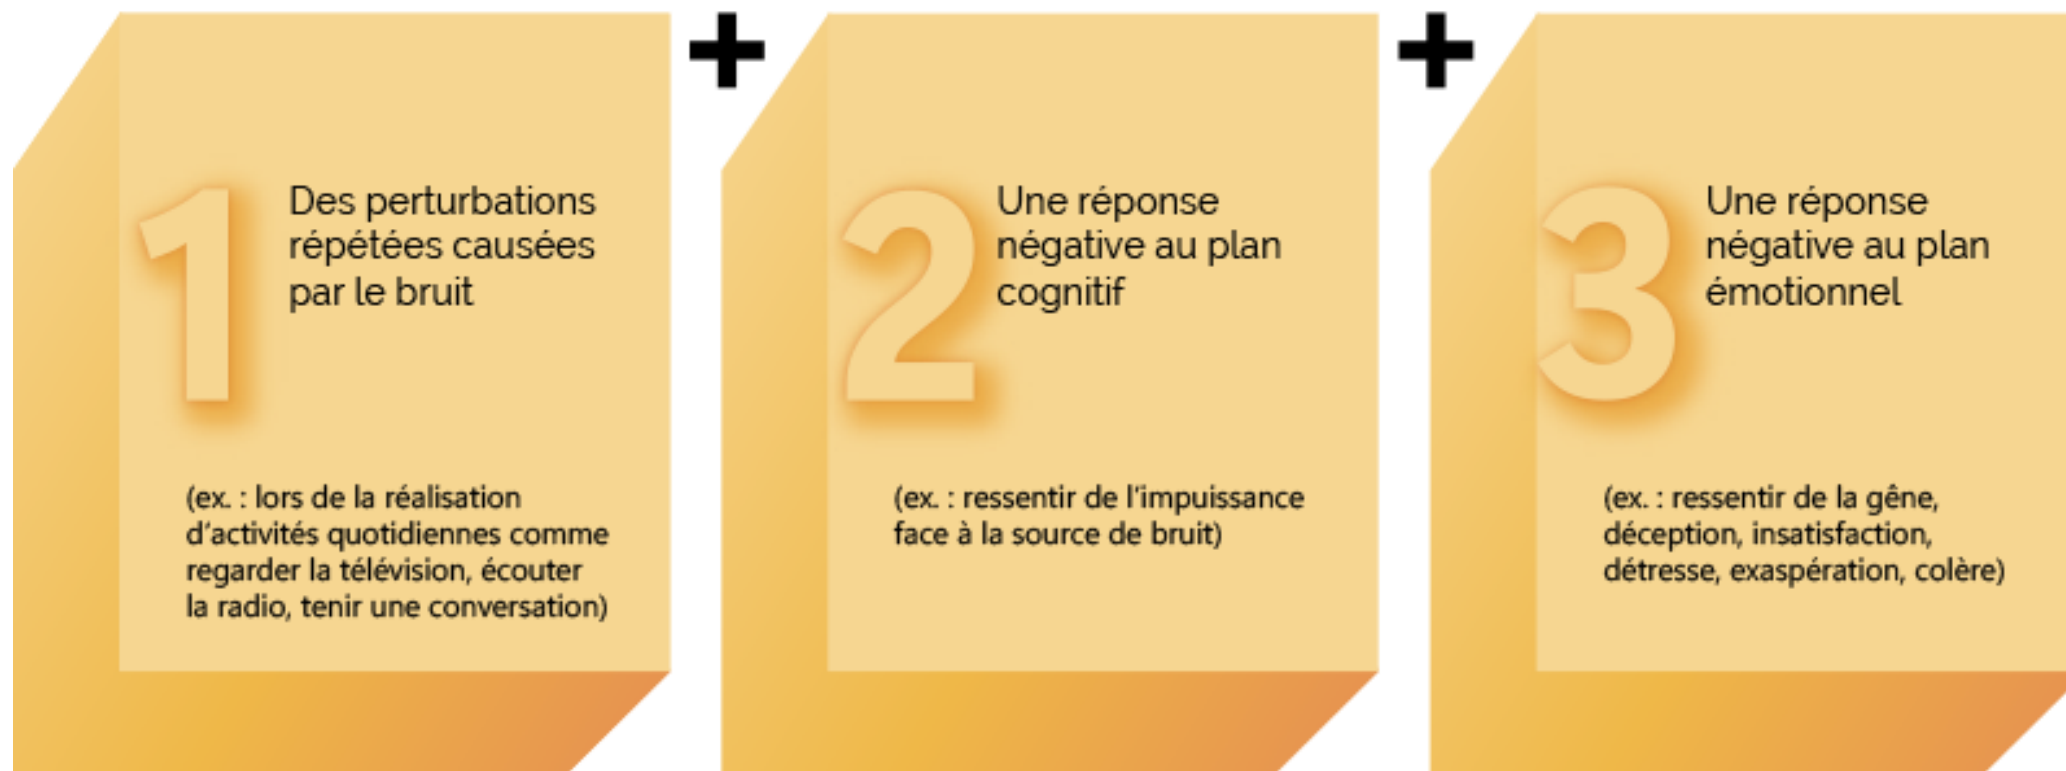 1
Des perturbations
répétées causées
par le bruit
(ex. : lors de la réalisation
d'activités quotidiennes comme
regarder la télévision, écouter
la radio, tenir une conversation)
+
2
Une réponse
négative au plan
cognitif
(ex. : ressentir de l'impuissance
face à la source de bruit)
+
3
Une réponse
négative au plan
émotionnel
(ex. : ressentir de la gêne,
déception, insatisfaction,
détresse, exaspération, colère)